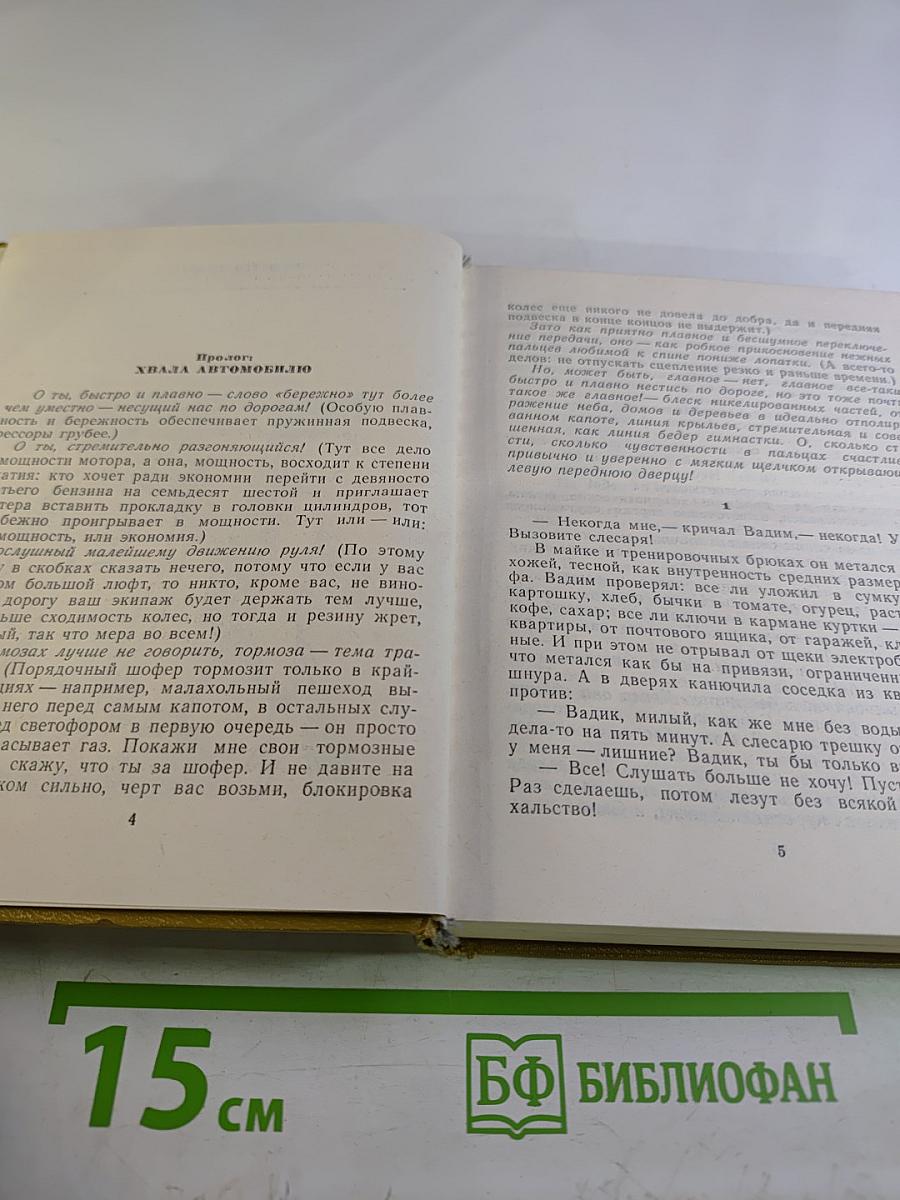 Пролог:
ХВАЛА АВТОМОБИЛЮ
О ты, быстро и плавно — слово «бережно» тут более
чем уместно — несущий нас по дорогам! (Особую плав-
ность и бережность обеспечивает пружинная подвеска,
рессоры грубее.)
О ты, стремительно разгоняющийся! (Тут все дело
мощности мотора, а она, мощность, восходит к степени
атия: кто хочет ради экономии перейти с девяносто
тьего бензина на семьдесят шестой и приглашает
тера вставить прокладку в головки цилиндров, тот
бежно проигрывает в мощности. Тут или — или:
мощность, или экономия.)
ослушный малейшему движению руля! (По этому
у в скобках сказать нечего, потому что если у вас
ом большой люфт, то никто, кроме вас, не вино-
дорогу ваш экипаж будет держать тем лучше,
ньше сходимость колес, но тогда и резину жрет,
ый, так что мера во всем!)
мозах лучше не говорить, тормоза — тема тра-
(Порядочный шофер тормозит только в край-
циях — например, малахольный пешеход вы-
него перед самым капотом, в остальных слу-
ед светофором в первую очередь — он просто
асывает газ. Покажи мне свои тормозные
скажу, что ты за шофер. И не давите на
ком сильно, черт вас возьми, блокировка
4
колес еще никого не довела до добра, да и передняя
подвеска в конце концов не выдержит.)
Зато как приятно плавное и бесшумное переключе-
ние передачи, оно — как робкое прикосновение нежных
пальцев любимой к спине пониже лопатки. (А всего-то
делов: не отпускать сцепление резко и раньше времени.)
Но, может быть, главное — нет, главное все-таки
быстро и плавно нестись по дороге, но это тоже почт
такое же главное! — блеск никелированных частей, от
ражение неба, домов и деревьев в идеально отполир
ванном капоте, линия крыльев, стремительная и сове
шенная, как линия бедер гимнастки. О, сколько ст
сти, сколько чувственности в пальцах счастлив
привычно и уверенно с мягким щелчком открываю
левую переднюю дверцу!
1
— Некогда мне,— кричал Вадим,— некогда! У
Вызовите слесаря!
В майке и тренировочных брюках он метался
хожей, тесной, как внутренность средних размер
фа. Вадим проверял: все ли уложил в сумку
картошку, хлеб, бычки в томате, огурец, раст
кофе, сахар; все ли ключи в кармане куртки —
квартиры, от почтового ящика, от гаражей, кл
ные. И при этом не отрывал от щеки электроб
что метался как бы на привязи, ограниченн
шнура. А в дверях канючила соседка из кв
против:
— Вадик, милый, как же мне без воды
дела-то на пять минут. А слесарю трешку о
у меня — лишние? Вадик, ты бы только в
— Все! Слушать больше не хочу! Пуст
Раз сделаешь, потом лезут без всякой
хальство!
5
15 см
БФ БИБЛИОФАН